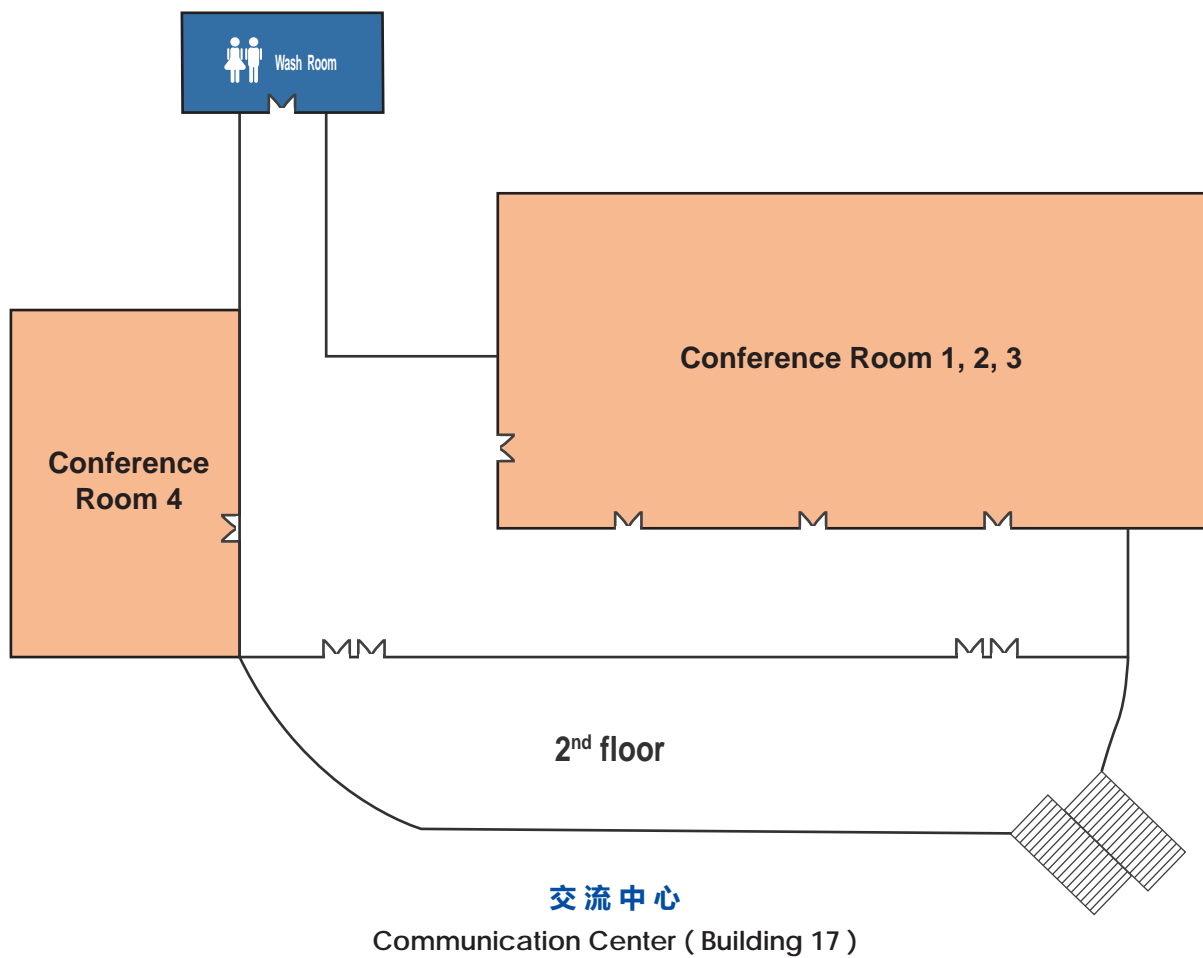 Wash Room
Conference Room 1, 2, 3
Conference
Room 4
2nd floor
交流中心
Communication Center ( Building 17 )